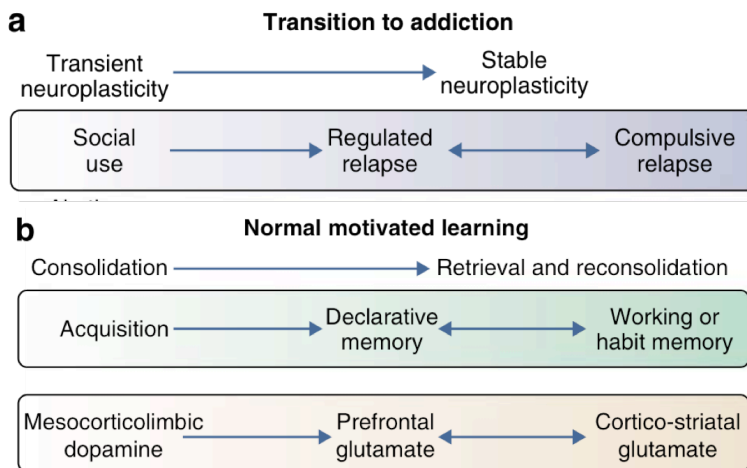 a
Transition to addiction
Transient neuroplasticity
Stable neuroplasticity
Social use
Regulated relapse
Compulsive relapse
b
Normal motivated learning
Consolidation
Retrieval and reconsolidation
Acquisition
Declarative memory
Working or habit memory
Mesocorticolimbic dopamine
Prefrontal glutamate
Cortico-striatal glutamate